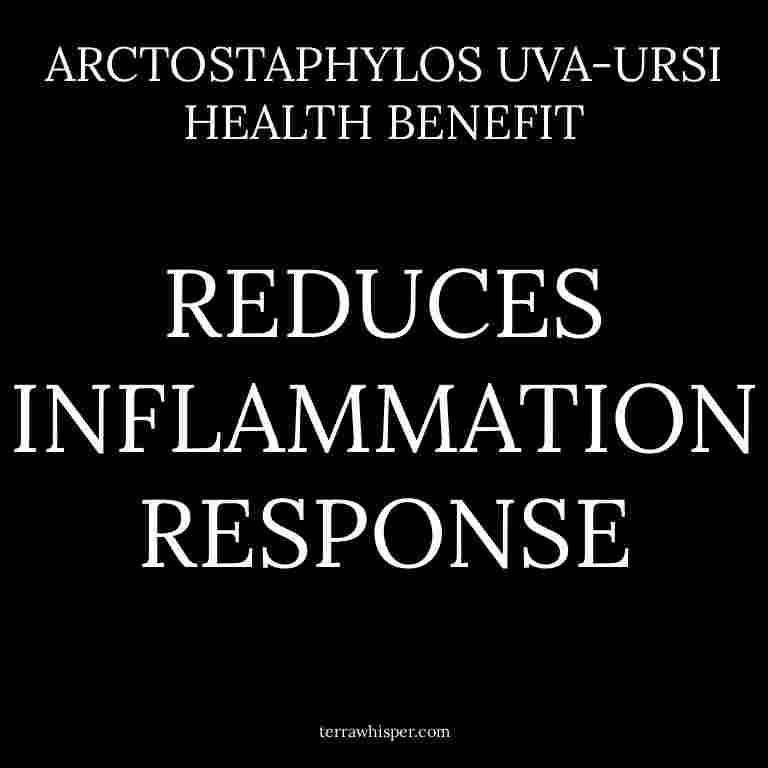 ARCTOSTAPHYLOS UVA-URSI
HEALTH BENEFIT
REDUCES
INFLAMMATION
RESPONSE
terrawhisper.com